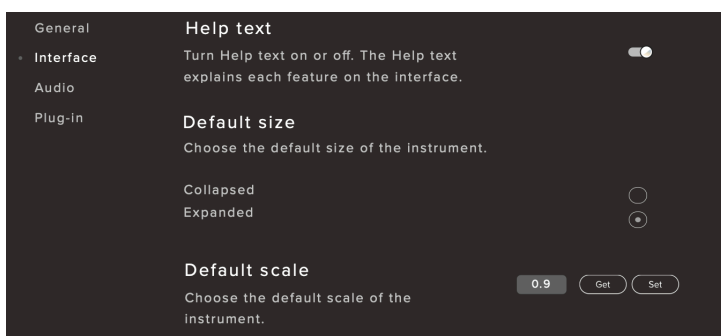 General
Interface
Audio
Plug-in
Help text
Turn Help text on or off. The Help text
explains each feature on the interface.
Default size
Choose the default size of the instrument.
Collapsed
Expanded
Default scale
Choose the default scale of the
instrument.
0.9
Get
Set